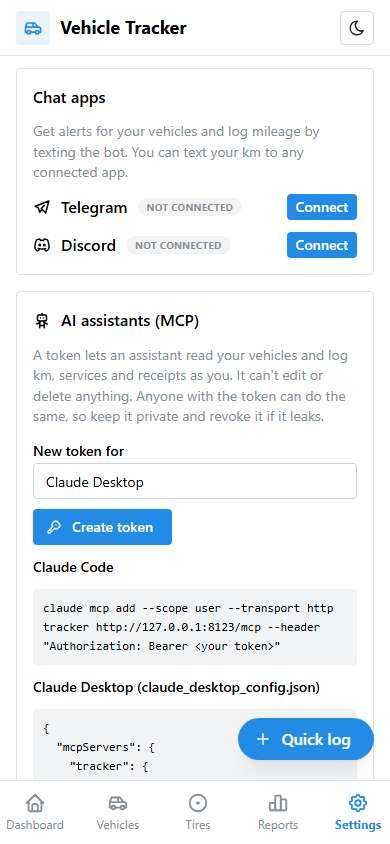 Vehicle Tracker
Chat apps
Get alerts for your vehicles and log mileage by
texting the bot. You can text your km to any
connected app.
Telegram NOT CONNECTED Connect
Discord NOT CONNECTED Connect
AI assistants (MCP)
A token lets an assistant read your vehicles and log
km, services and receipts as you. It can't edit or
delete anything. Anyone with the token can do the
same, so keep it private and revoke it if it leaks.
New token for
Claude Desktop
Create token
Claude Code
claude mcp add --scope user --transport http
tracker http://127.0.0.1:8123/mcp --header
"Authorization: Bearer <your token>"
Claude Desktop (claude_desktop_config.json)
{
"mcpServers": {
"tracker": {
+ Quick log
Dashboard Vehicles Tires Reports Settings